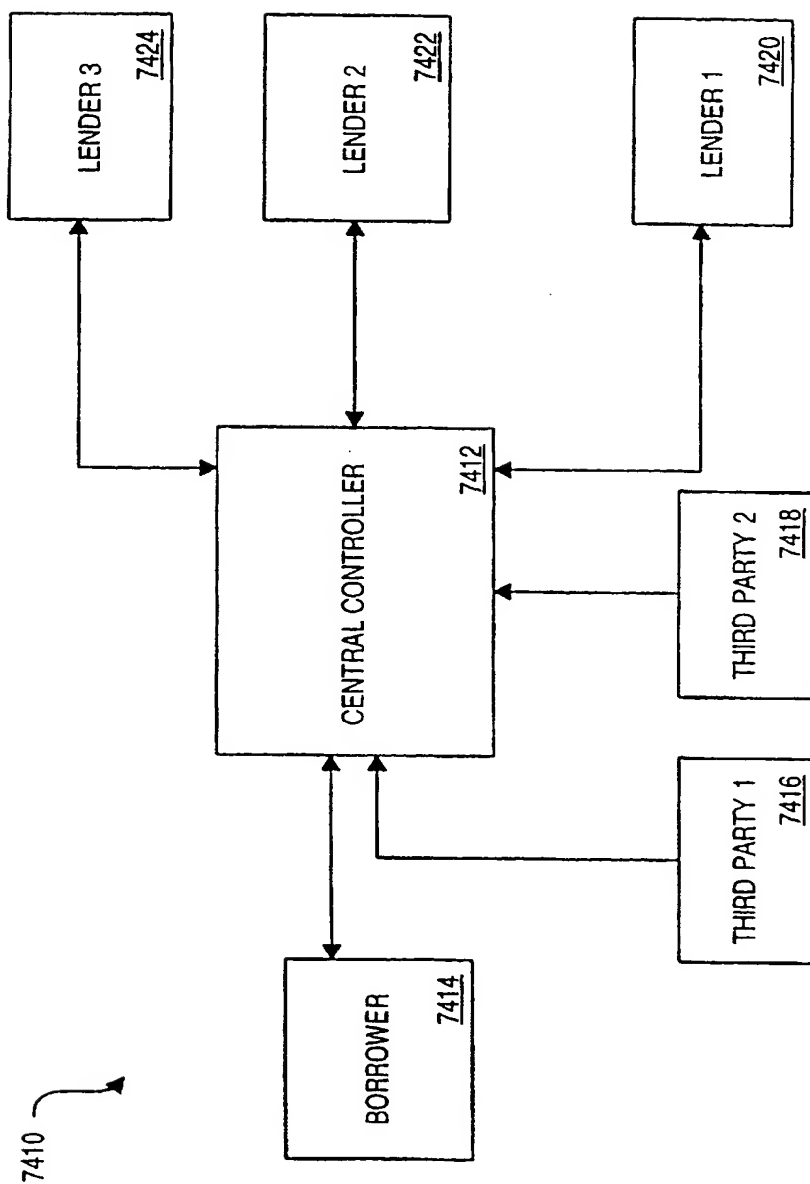 7410
BORROWER
7414
CENTRAL CONTROLLER
7412
THIRD PARTY 1
7416
THIRD PARTY 2
7418
LENDER 3
7424
LENDER 2
7422
LENDER 1
7420